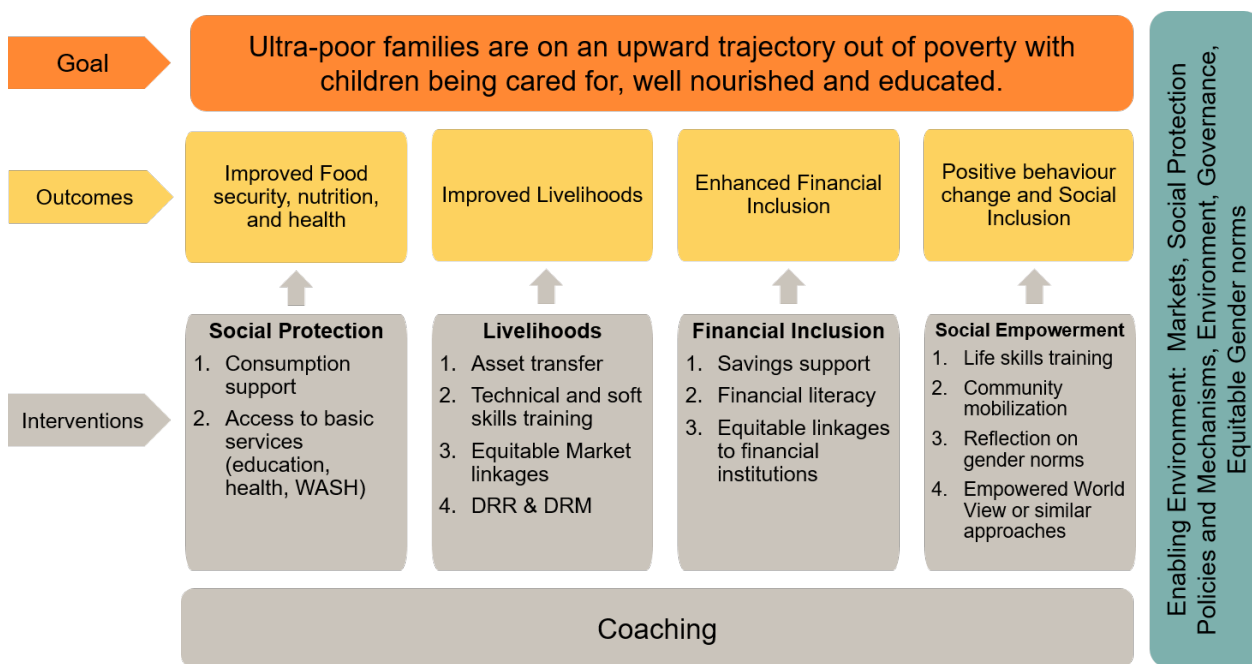 Goal
Ultra-poor families are on an upward trajectory out of poverty with
children being cared for, well nourished and educated.
Outcomes
Improved Food
security, nutrition,
and health
Improved Livelihoods
Enhanced Financial
Inclusion
Positive behaviour
change and Social
Inclusion
Interventions
Social Protection
1. Consumption
support
2. Access to basic
services
(education,
health, WASH)
Livelihoods
1. Asset transfer
2. Technical and soft
skills training
3. Equitable Market
linkages
4. DRR & DRM
Financial Inclusion
1. Savings support
2. Financial literacy
3. Equitable linkages
to financial
institutions
Social Empowerment
1. Life skills training
2. Community
mobilization
3. Reflection on
gender norms
4. Empowered World
View or similar
approaches
Coaching
Enabling Environment: Markets, Social Protection
Policies and Mechanisms, Environment, Governance,
Equitable Gender norms